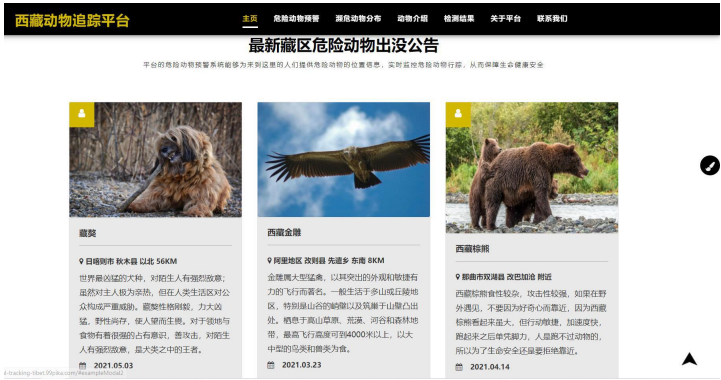 西藏动物追踪平台
主页 危险动物预警 濒危动物分布 动物介绍 检测结果 关于平台 联系我们
最新藏区危险动物出没公告
平台的危险动物预警系统能够为来到这里的人们提供危险动物的位置信息，实时监控危险动物行踪，从而保障生命健康安全
藏獒
日喀则市 秋木县 以北 56KM
世界最凶猛的犬种，对陌生人有强烈敌意；
虽然对主人极为亲热，但在人类生活区对公
众构成严重威胁。藏獒性格刚毅，力大凶
猛，野性尚存，使人望而生畏。对于领地与
食物有着很强的占有意识，善攻击，对陌生
人有强烈敌意，是犬类之中的王者。
2021.05.03
西藏金雕
阿里地区 改则县 先遣乡 东南 8KM
金雕属大型猛禽，以其突出的外观和敏捷有
力的飞行而著名。一般生活于多山或丘陵地
区，特别是山谷的峭壁以及筑巢于山壁凸出
处。栖息于高山草原、荒漠、河谷和森林地
带，最高飞行高度可到4000米以上，以大
中型的鸟类和兽类为食。
2021.03.23
西藏棕熊
那曲市双湖县 改巴加洽 附近
西藏棕熊食性较杂，攻击性较强，如果在野
外遇见，不要因为好奇心而靠近，因为西藏
棕熊看起来虽大，但行动敏捷，加速度快，
跑起来之后单凭脚力，人是跑不过动物的，
所以为了生命安全还是要拒绝靠近。
2021.04.14